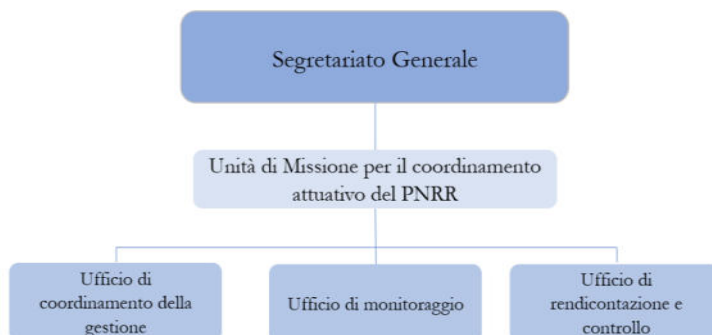 Segretariato Generale
Unità di Missione per il coordinamento
attuativo del PNRR
Ufficio di
coordinamento della
gestione
Ufficio di monitoraggio
Ufficio di
rendicontazione e
controllo